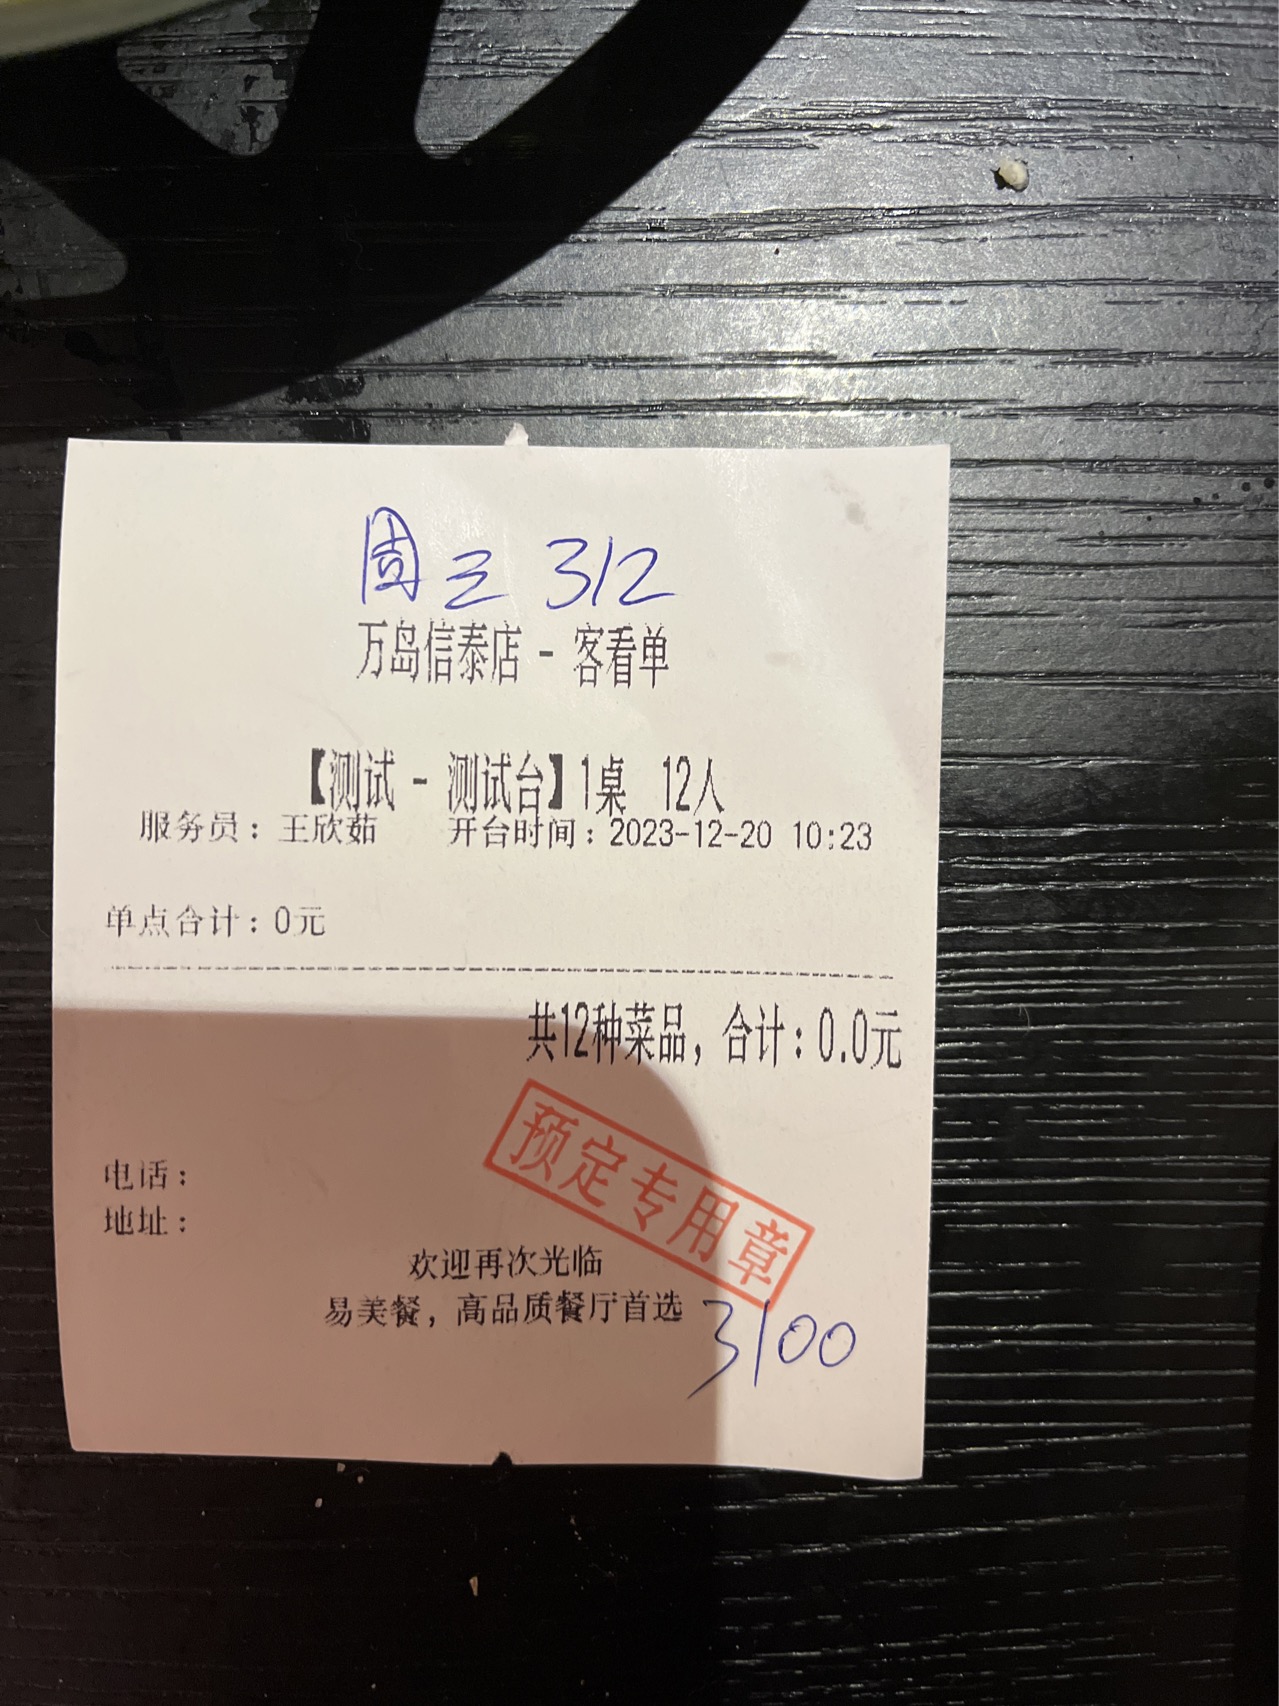 周三 312
万岛信泰店 - 客看单
【测试 - 测试台】1桌 12人
服务员：王欣茹 开台时间：2023-12-20 10:23
单点合计：0元
共12种菜品，合计：0.0元
预定专用章
电话：
地址：
欢迎再次光临
易美餐，高品质餐厅首选
3100